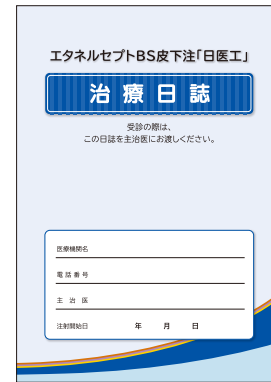 エタネルセプトBS皮下注「日医工」
治療日誌
受診の際は、
この日誌を主治医にお渡しください。
医療機関名
電話番号
主治医
注射開始日 年 月 日